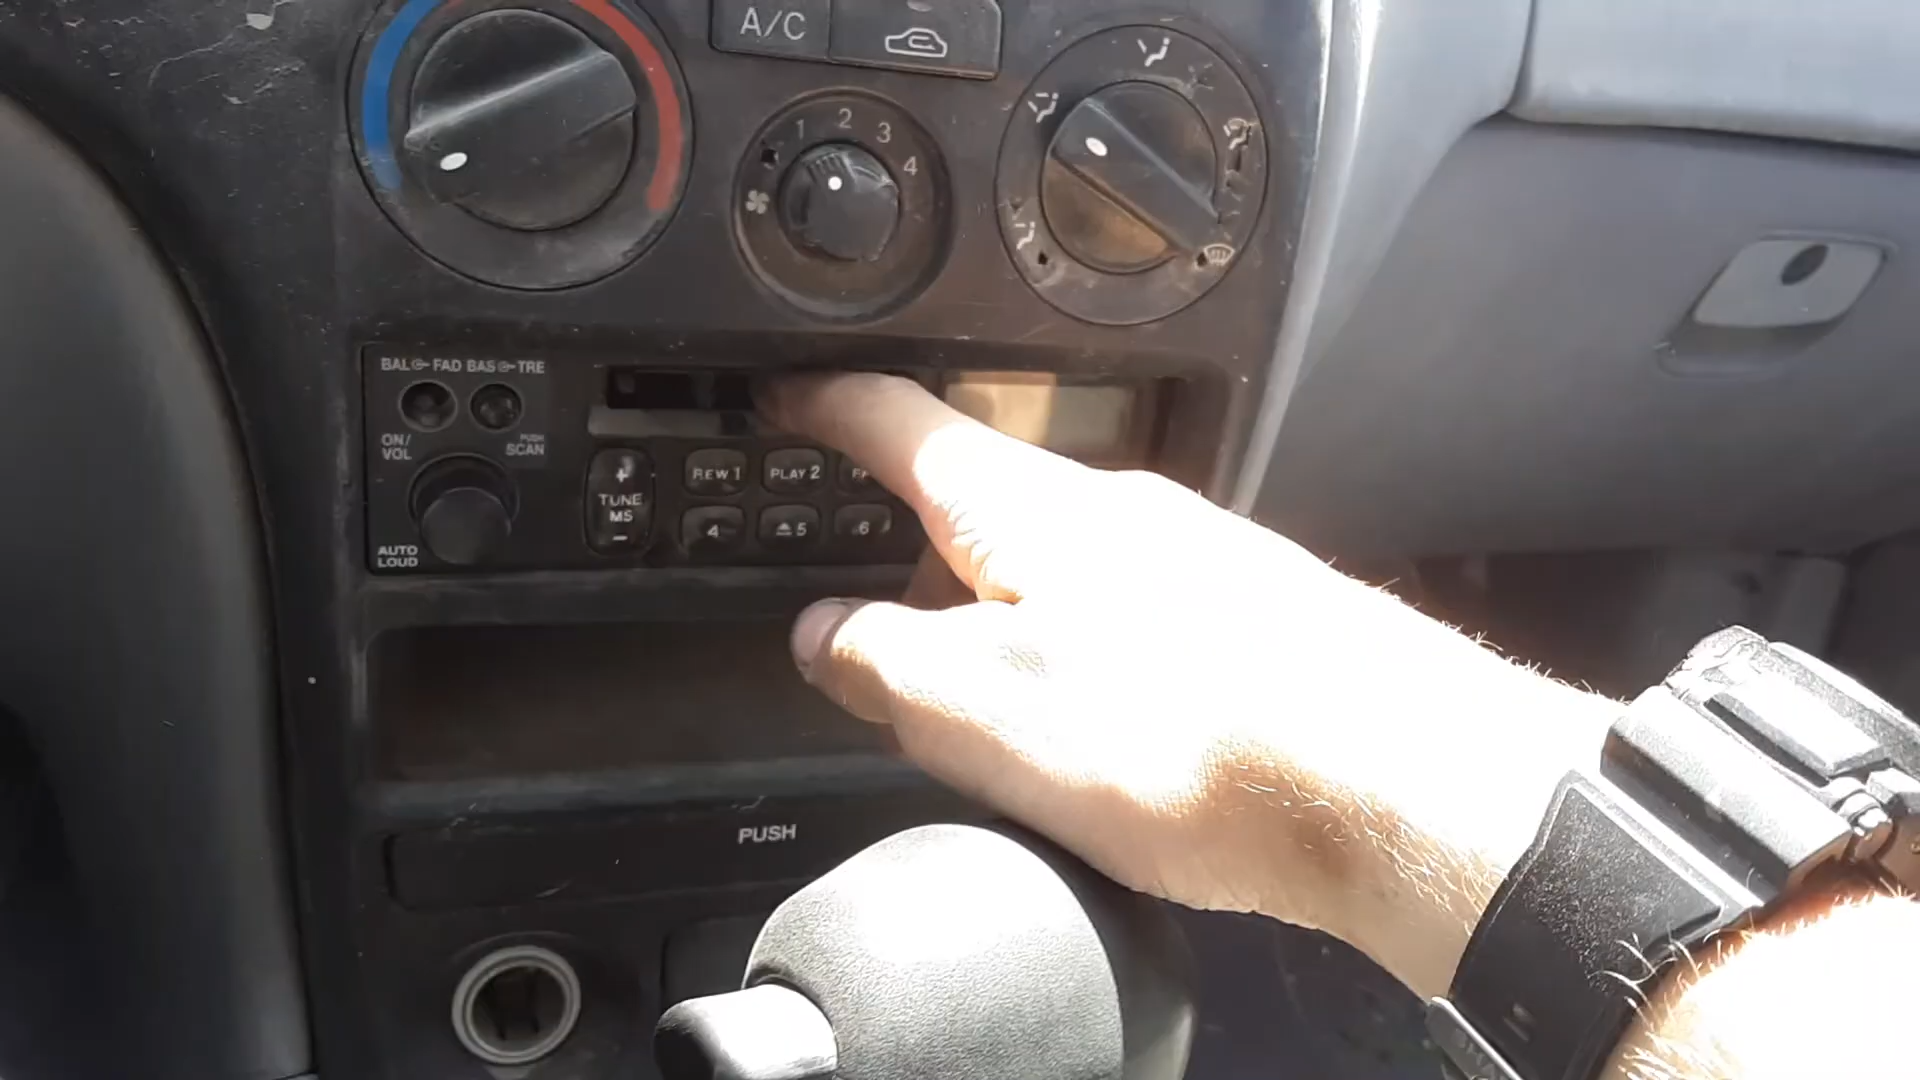 A/C
1 2 3 4
BAL FAD BAS TRE
ON/
VOL
PUSH
SCAN
AUTO
LOUD
+
TUNE
MS
-
REW 1
PLAY 2
4
5
6
PUSH